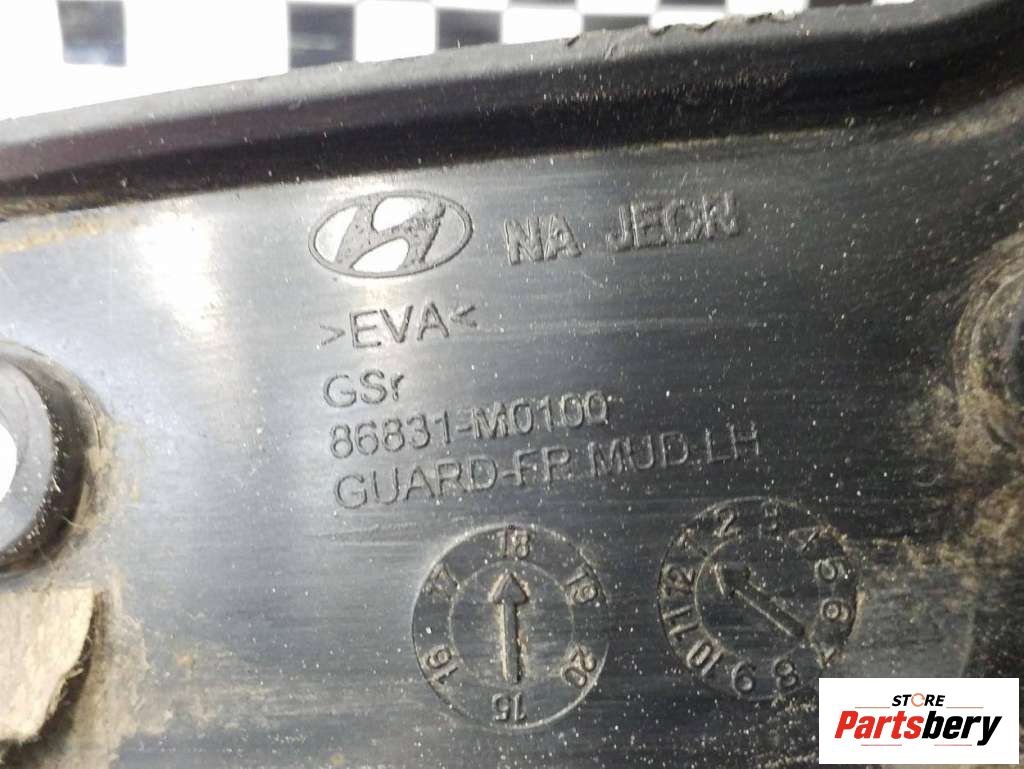 NA JEON
>EVA<
GSr
86831-M0100
GUARD-FR MUD LH
18
17 19
16 20
15
1 2 3 4 5 6 7 8 9 10 11 12
STORE
Partsbery